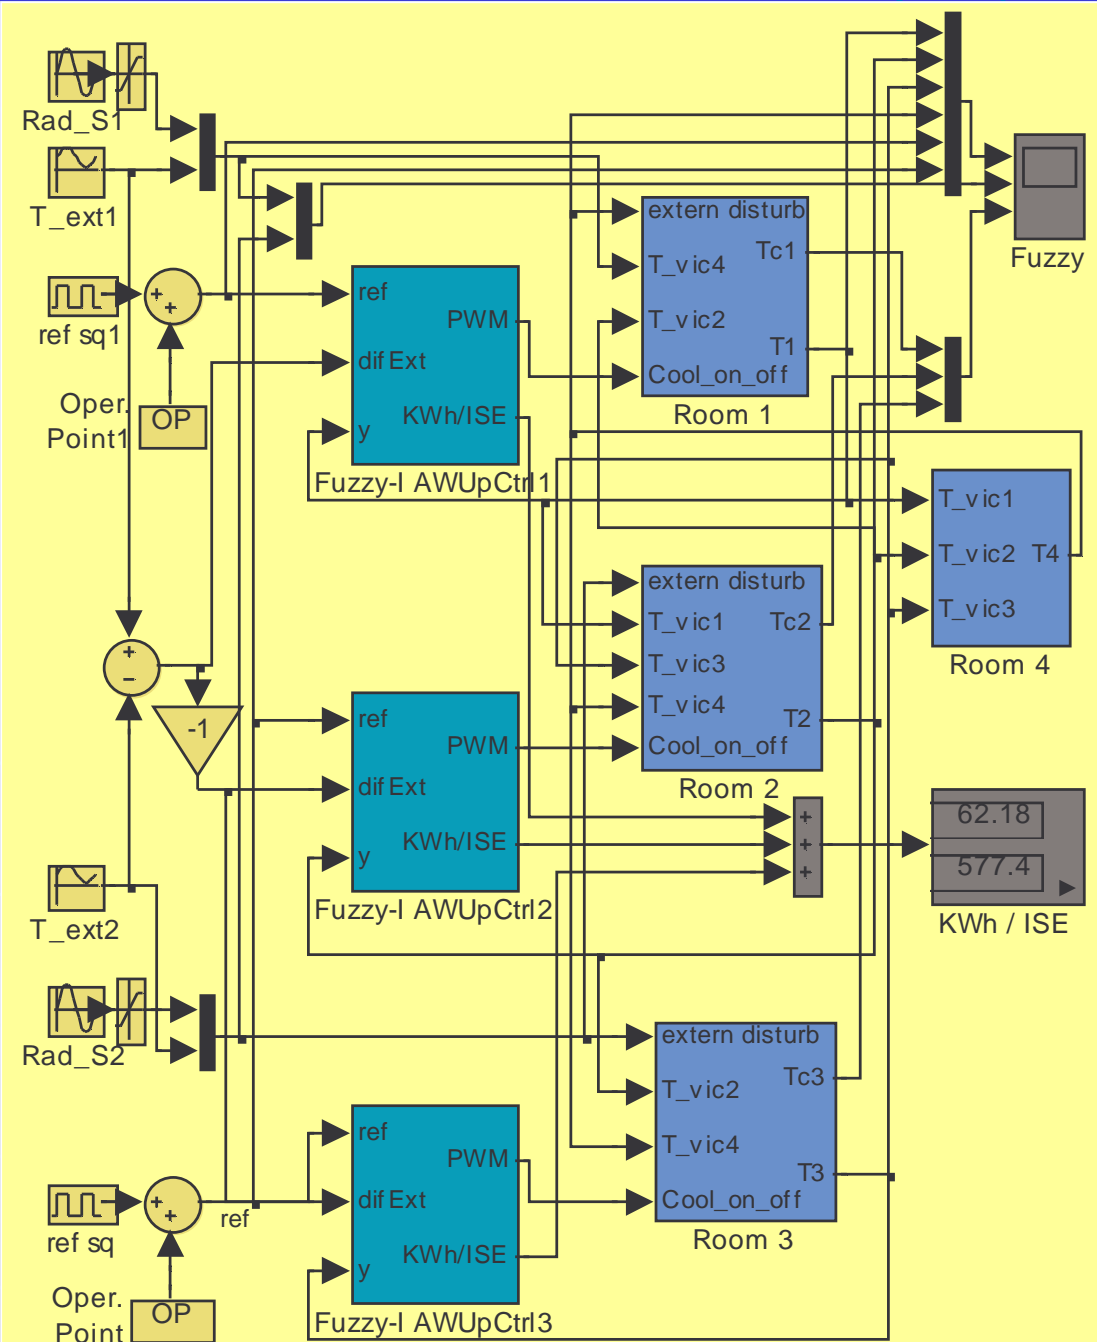 Rad_S1
T_ext1
ref sq1
+
+
Oper.
Point1
OP
ref
PWM
dif Ext
KWh/ISE
y
Fuzzy-I AWUpCtrl1
extern disturb
Tc1
T_vic4
T_vic2
T1
Cool_on_off
Room 1
Fuzzy
T_vic1
T_vic2
T4
T_vic3
Room 4
extern disturb
T_vic1
Tc2
T_vic3
T_vic4
T2
Cool_on_off
Room 2
+
-
-1
ref
PWM
dif Ext
KWh/ISE
y
Fuzzy-I AWUpCtrl2
+
+
+
62.18
577.4
KWh / ISE
T_ext2
Rad_S2
extern disturb
Tc3
T_vic2
T_vic4
T3
Cool_on_off
Room 3
ref
PWM
dif Ext
KWh/ISE
y
Fuzzy-I AWUpCtrl3
+
+
ref
ref sq
Oper.
Point
OP